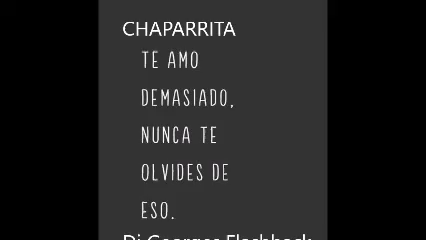 CHAPARRITA
TE AMO
DEMASIADO,
NUNCA TE
OLVIDES DE
ESO.
Dj Georges Flashback